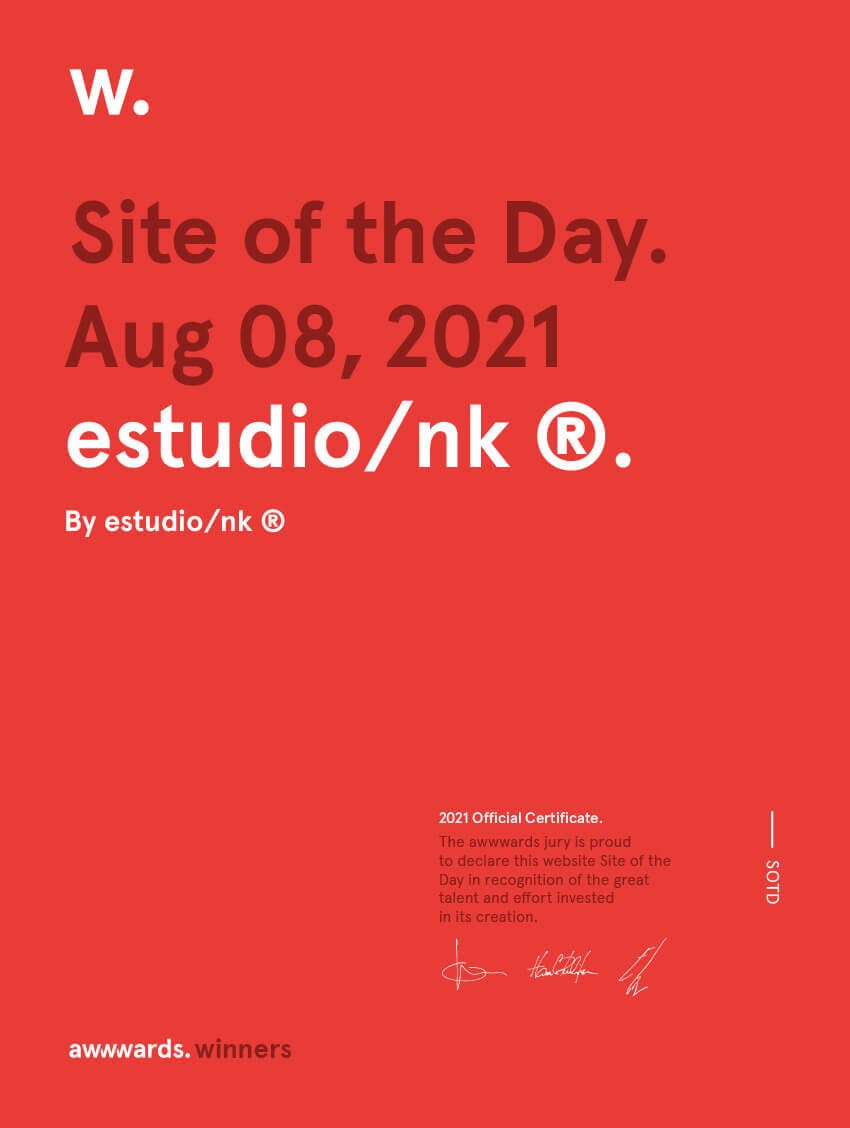 w.
Site of the Day.
Aug 08, 2021
estudio/nk ®.
By estudio/nk ®
2021 Official Certificate.
The awwwards jury is proud
to declare this website Site of the
Day in recognition of the great
talent and effort invested
in its creation.
SOTD
awwwards.winners